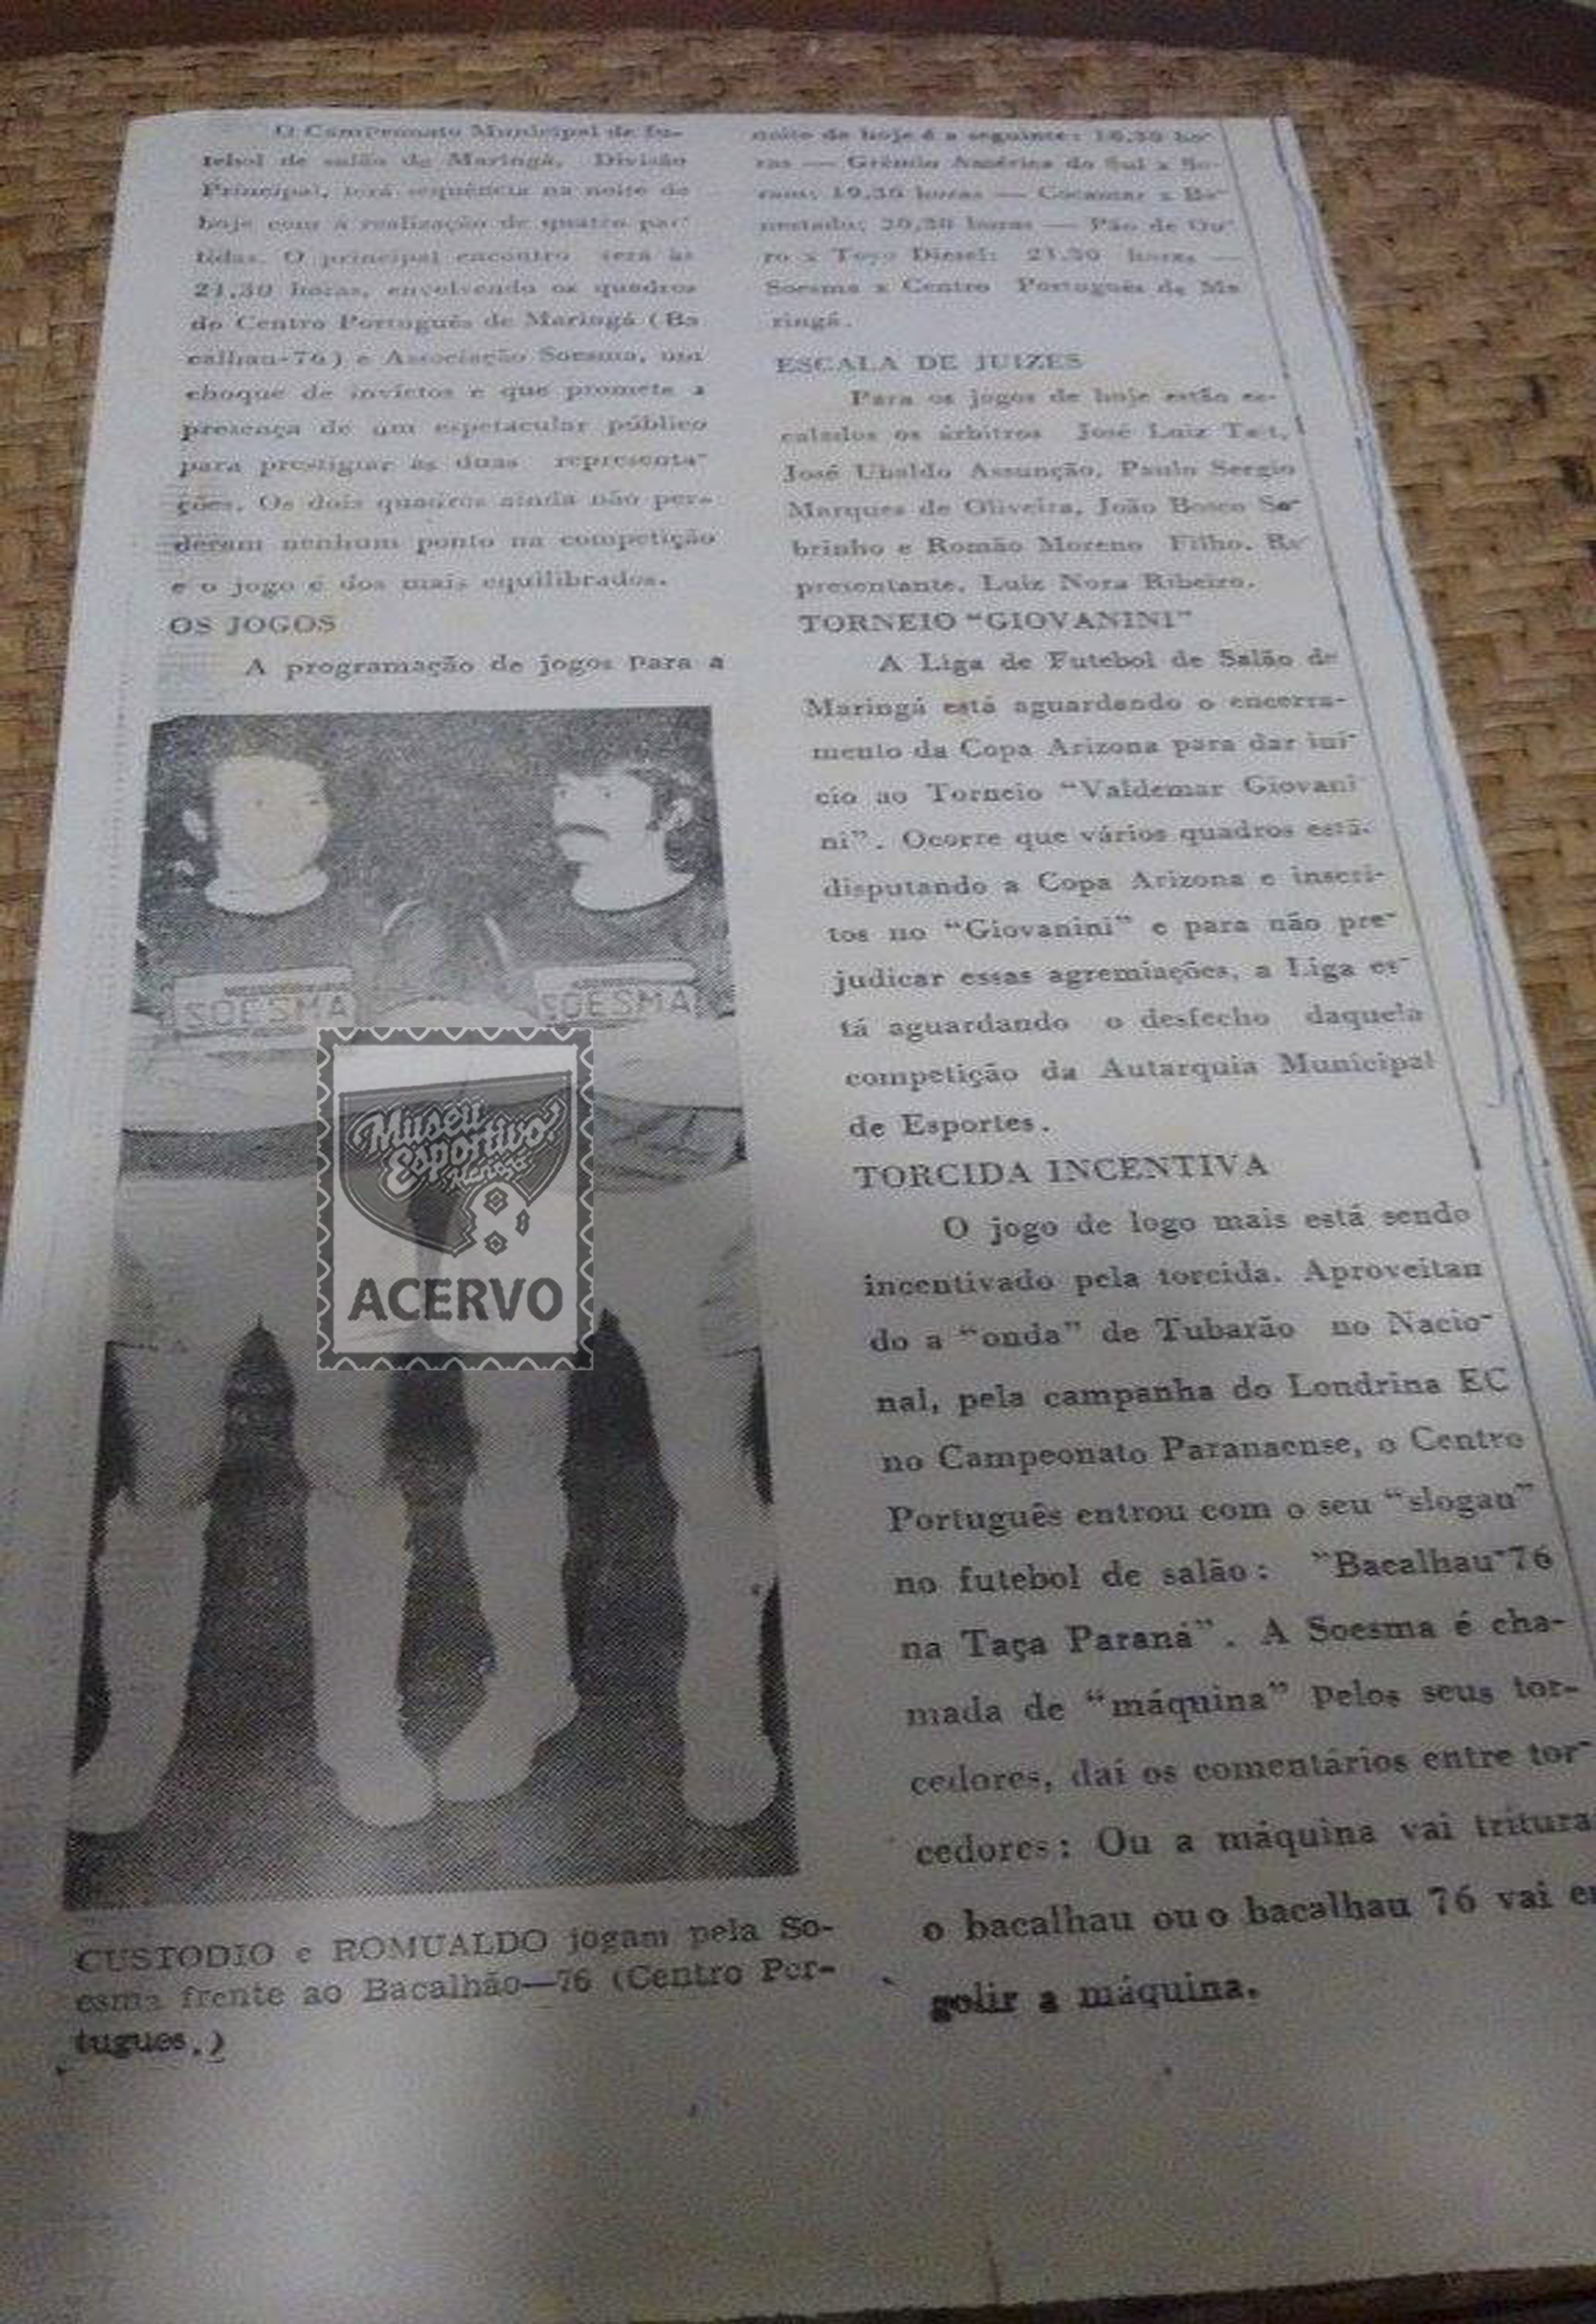 O Campeonato Municipal de fu-
tebol de salão de Maringá, Divisão
Principal, terá sequência na noite de
hoje com a realização de quatro par-
tidas. O principal encontro será às
21,30 horas, envolvendo os quadros
do Centro Português de Maringá (Ba
calhau-76) e Associação Soesma, um
choque de invictos e que promete a
presença de um espetacular público
para prestigiar às duas representa-
ções. Os dois quadros ainda não per-
deram nenhum ponto na competição
e o jogo é dos mais equilibrados.
OS JOGOS
A programação de jogos para a
SOESMA SOESMA
Museu
Esportivo
Maringá
ACERVO
CUSTODIO e ROMUALDO jogam pela So-
esma frente ao Bacalhão—76 (Centro Por-
tugues.)
noite de hoje é a seguinte: 18,30 ho-
ras — Grêmio América do Sul x
19,30 horas — Cocamar x Ba-
nestado; 20,30 horas — Pão de Ou-
ro x Toyo Diesel: 21.30 horas —
Soesma x Centro Português de Ma
ringá.
ESCALA DE JUIZES
Para os jogos de hoje estão es-
calados os árbitros José Luiz
José Ubaldo Assunção, Paulo Sergio
Marques de Oliveira, João Bosco So-
brinho e Romão Moreno Filho. Re-
presentante, Luiz Nora Ribeiro.
TORNEIO “GIOVANINI”
A Liga de Futebol de Salão de
Maringá está aguardando o encerra-
mento da Copa Arizona para dar iní-
cio ao Torneio “Valdemar Giovani
ni”. Ocorre que vários quadros está.
disputando a Copa Arizona e inscri-
tos no “Giovanini” e para não pre-
judicar essas agremiações, a Liga es-
tá aguardando o desfecho daquela
competição da Autarquia Municipal
de Esportes.
TORCIDA INCENTIVA
O jogo de logo mais está sendo
incentivado pela torcida. Aproveitan
do a “onda” de Tubarão no Nacio-
nal, pela campanha do Londrina EC
no Campeonato Paranaense, o Centro
Português entrou com o seu “slogan”
no futebol de salão: “Bacalhau-76
na Taça Paraná”. A Soesma é cha-
mada de “máquina” pelos seus tor-
cedores, daí os comentários entre tor-
cedores: Ou a máquina vai tritura
o bacalhau ou o bacalhau 76 vai en
golir a máquina.